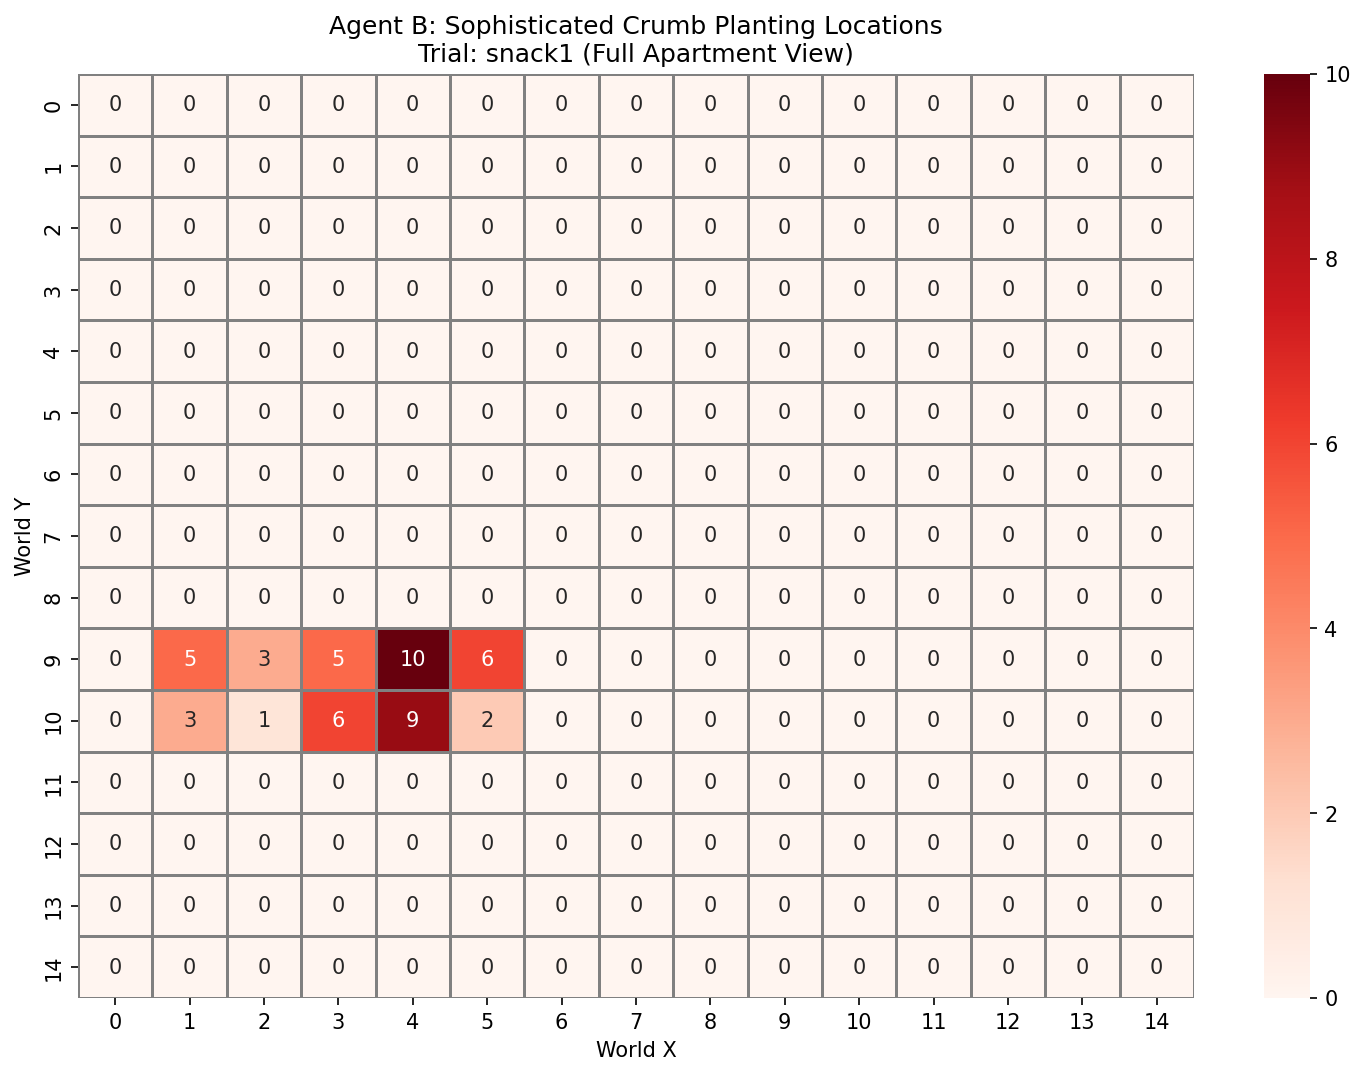 Agent B: Sophisticated Crumb Planting Locations
Trial: snack1 (Full Apartment View)
0 0 0 0 0 0 0 0 0 0 0 0 0 0 0 0
1 0 0 0 0 0 0 0 0 0 0 0 0 0 0 0
2 0 0 0 0 0 0 0 0 0 0 0 0 0 0 0
3 0 0 0 0 0 0 0 0 0 0 0 0 0 0 0
4 0 0 0 0 0 0 0 0 0 0 0 0 0 0 0
5 0 0 0 0 0 0 0 0 0 0 0 0 0 0 0
6 0 0 0 0 0 0 0 0 0 0 0 0 0 0 0
7 0 0 0 0 0 0 0 0 0 0 0 0 0 0 0
8 0 0 0 0 0 0 0 0 0 0 0 0 0 0 0
9 0 5 3 5 10 6 0 0 0 0 0 0 0 0 0
10 0 3 1 6 9 2 0 0 0 0 0 0 0 0 0
11 0 0 0 0 0 0 0 0 0 0 0 0 0 0 0
12 0 0 0 0 0 0 0 0 0 0 0 0 0 0 0
13 0 0 0 0 0 0 0 0 0 0 0 0 0 0 0
14 0 0 0 0 0 0 0 0 0 0 0 0 0 0 0
0 1 2 3 4 5 6 7 8 9 10 11 12 13 14
World X
World Y
10
8
6
4
2
0